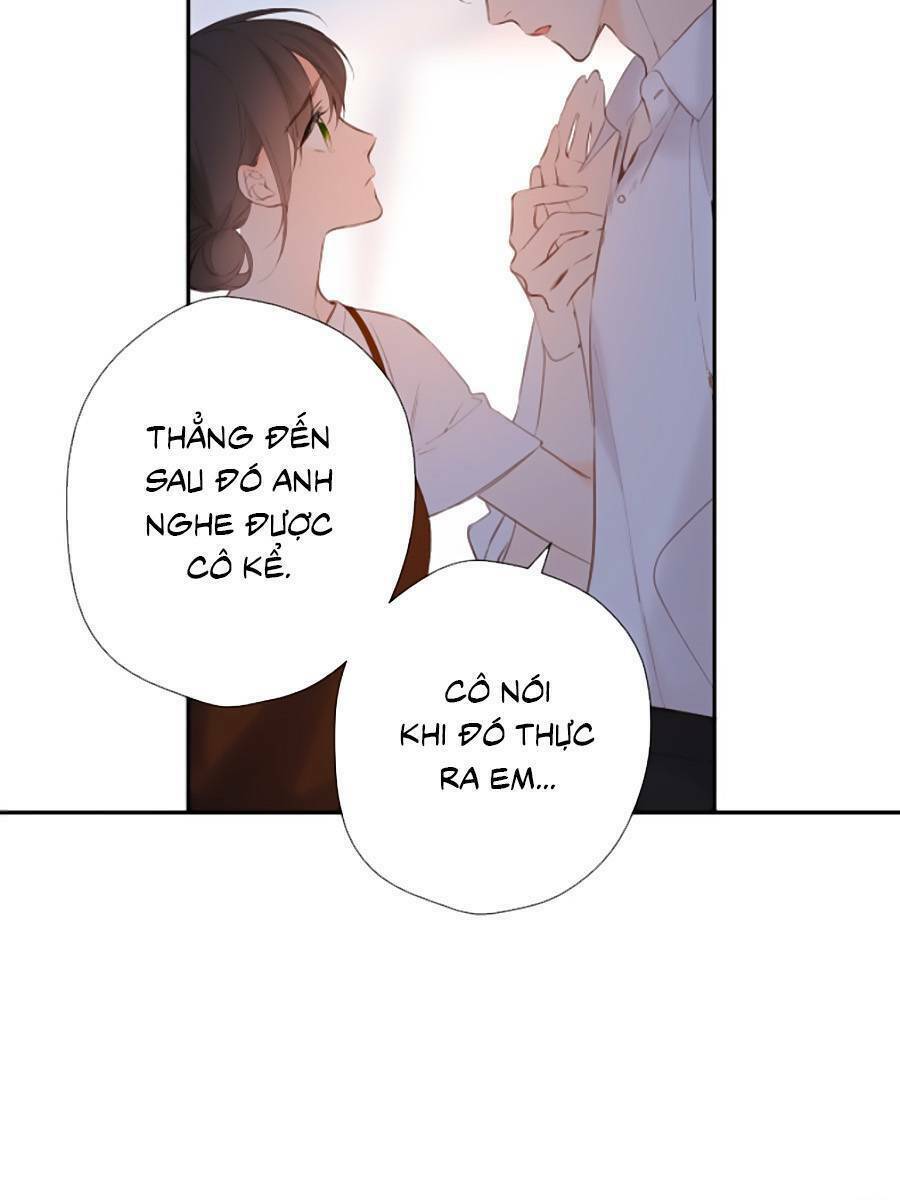 THẲNG ĐẾN
SAU ĐÓ ANH
NGHE ĐƯỢC
CÔ KỂ.
CÔ NÓI
KHI ĐÓ THỰC
RA EM...